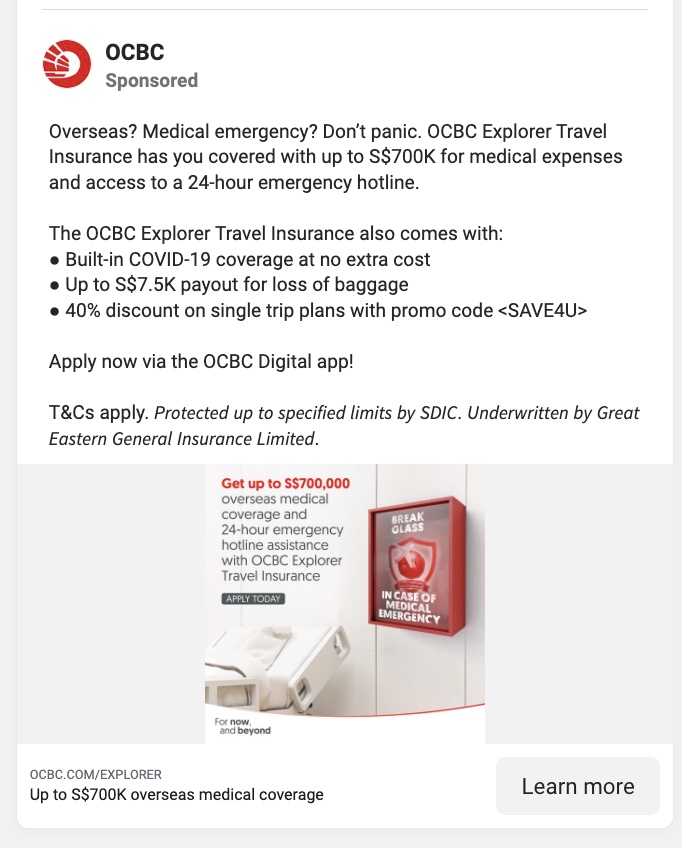 OCBC
Sponsored
Overseas? Medical emergency? Don’t panic. OCBC Explorer Travel
Insurance has you covered with up to S$700K for medical expenses
and access to a 24-hour emergency hotline.
The OCBC Explorer Travel Insurance also comes with:
● Built-in COVID-19 coverage at no extra cost
● Up to S$7.5K payout for loss of baggage
● 40% discount on single trip plans with promo code <SAVE4U>
Apply now via the OCBC Digital app!
T&Cs apply. Protected up to specified limits by SDIC. Underwritten by Great
Eastern General Insurance Limited.
Get up to S$700,000
overseas medical
coverage and
24-hour emergency
hotline assistance
with OCBC Explorer
Travel Insurance
APPLY TODAY
BREAK
GLASS
IN CASE OF
MEDICAL
EMERGENCY
For now,
and beyond
OCBC.COM/EXPLORER
Up to S$700K overseas medical coverage
Learn more